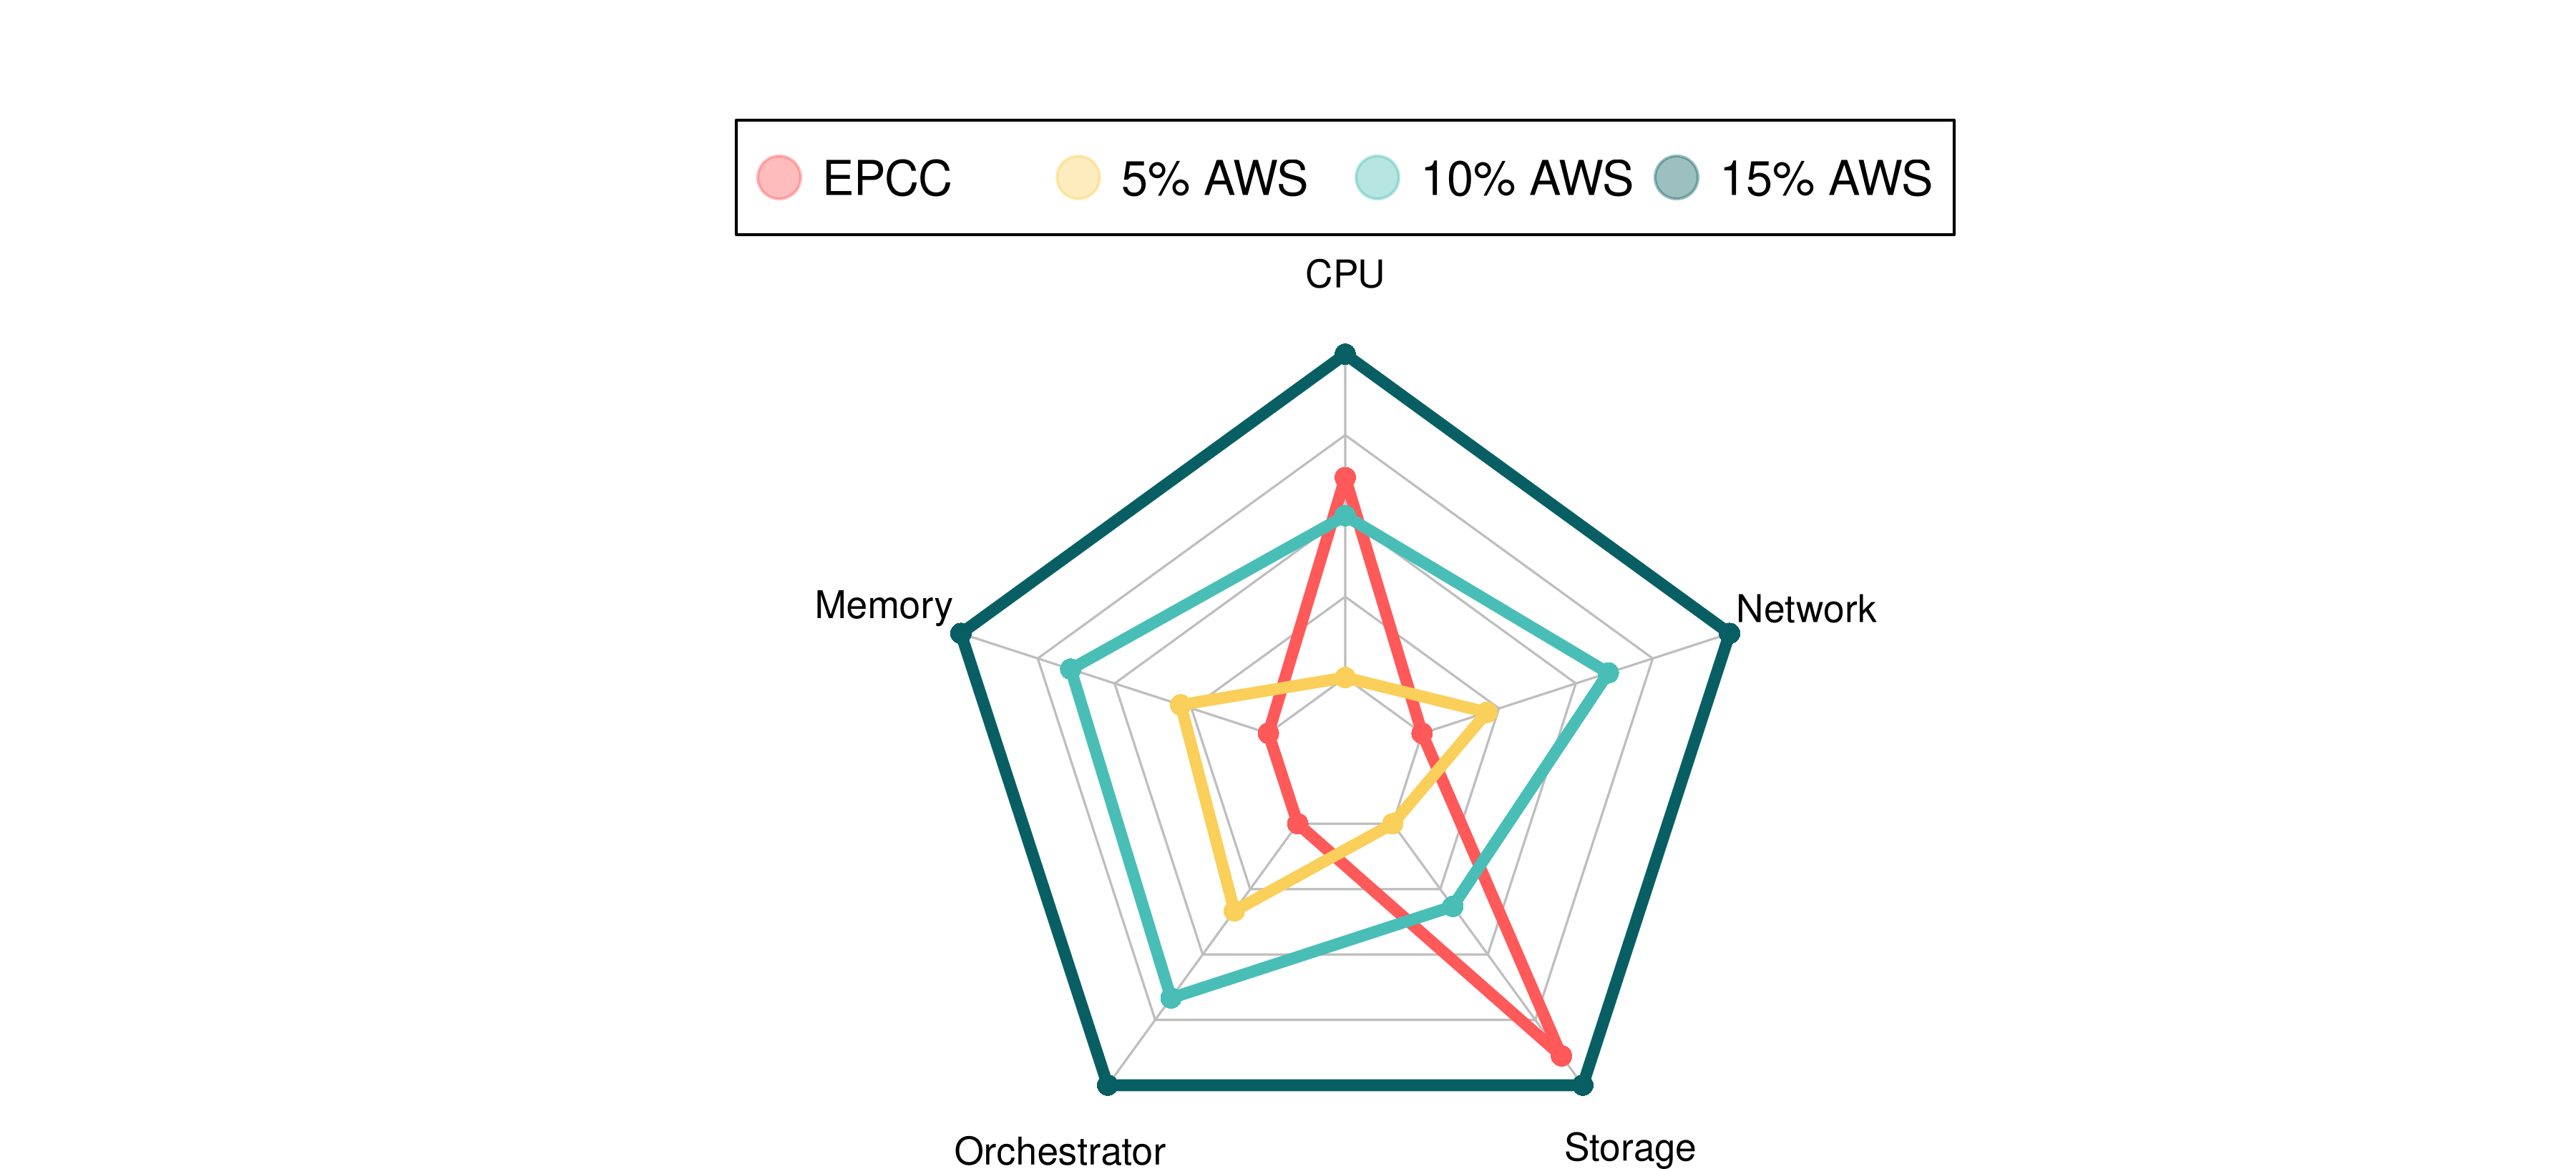 EPCC 5% AWS 10% AWS 15% AWS
CPU
Memory
Network
Orchestrator
Storage